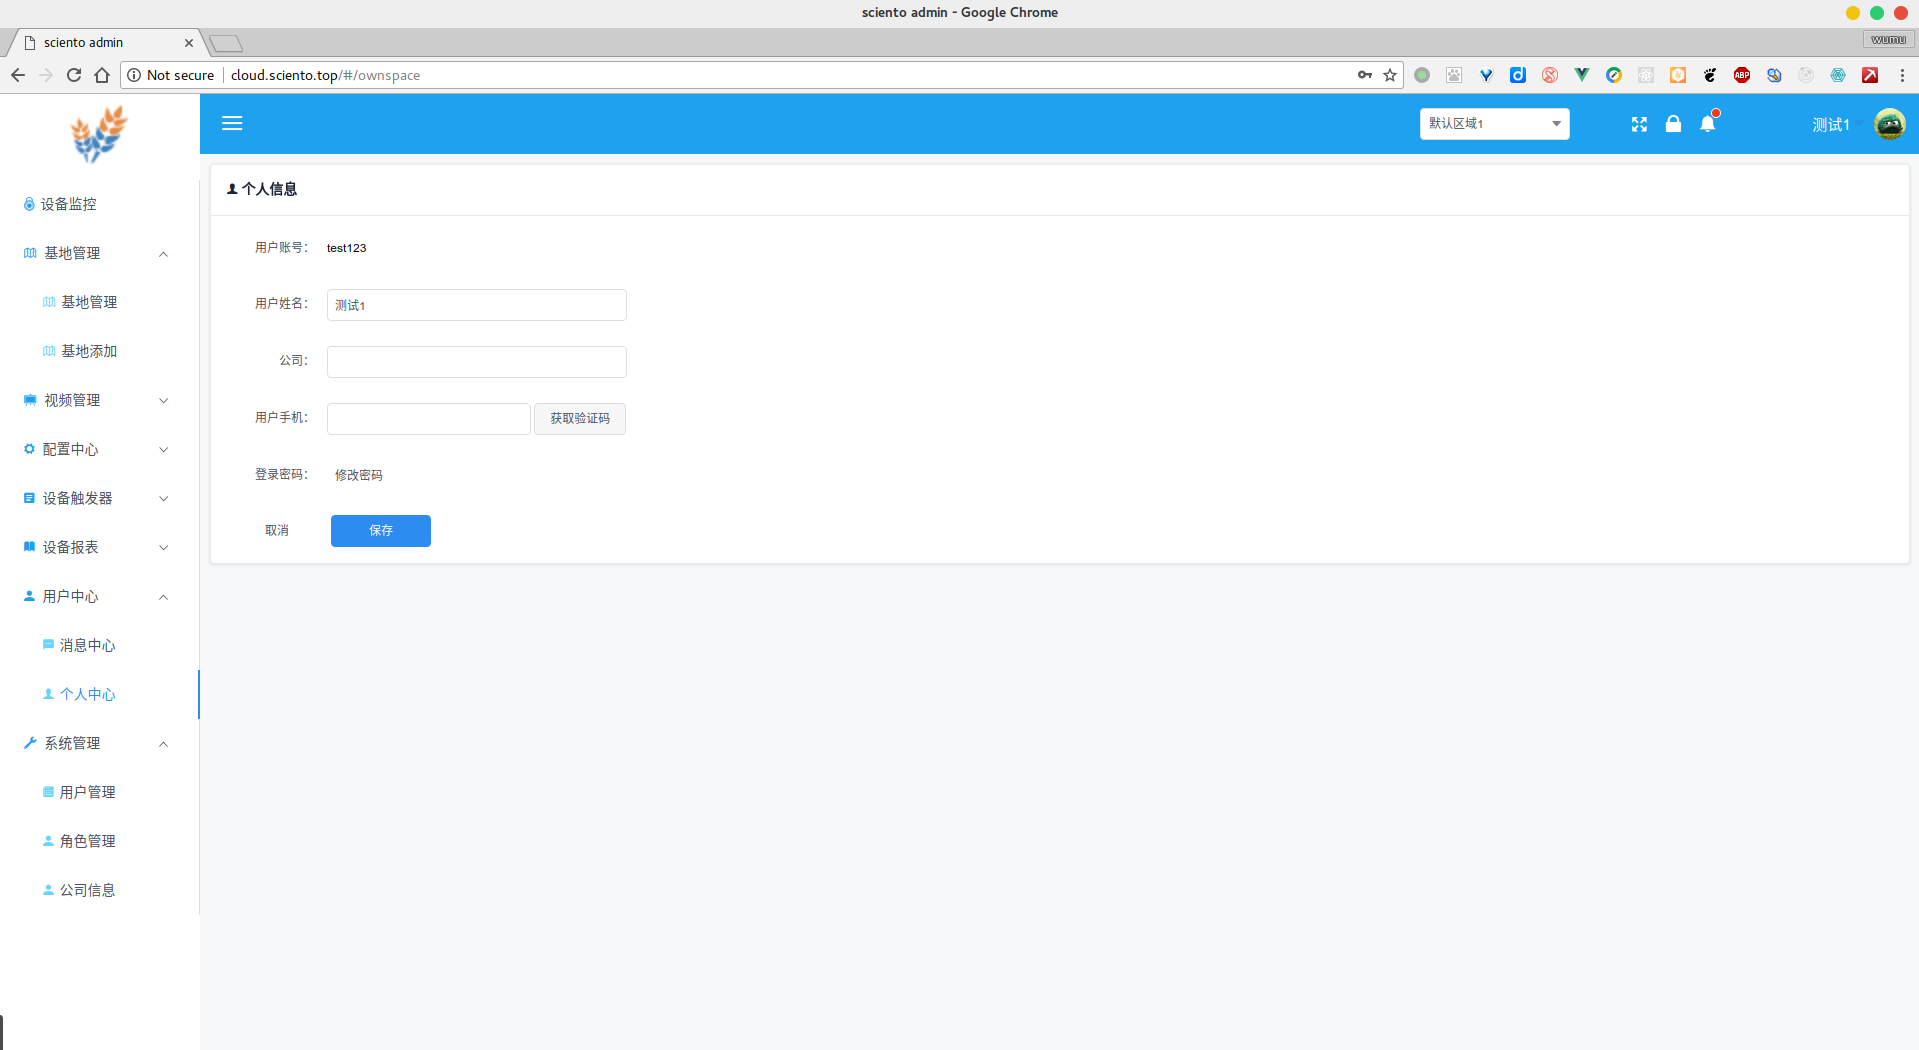 sciento admin - Google Chrome
sciento admin
wumu
Not secure
cloud.sciento.top/#/ownspace
ABP
默认区域1
测试1
设备监控
基地管理
基地管理
基地添加
视频管理
配置中心
设备触发器
设备报表
用户中心
消息中心
个人中心
系统管理
用户管理
角色管理
公司信息
个人信息
用户账号：
test123
用户姓名：
测试1
公司：
用户手机：
获取验证码
登录密码：
修改密码
取消
保存